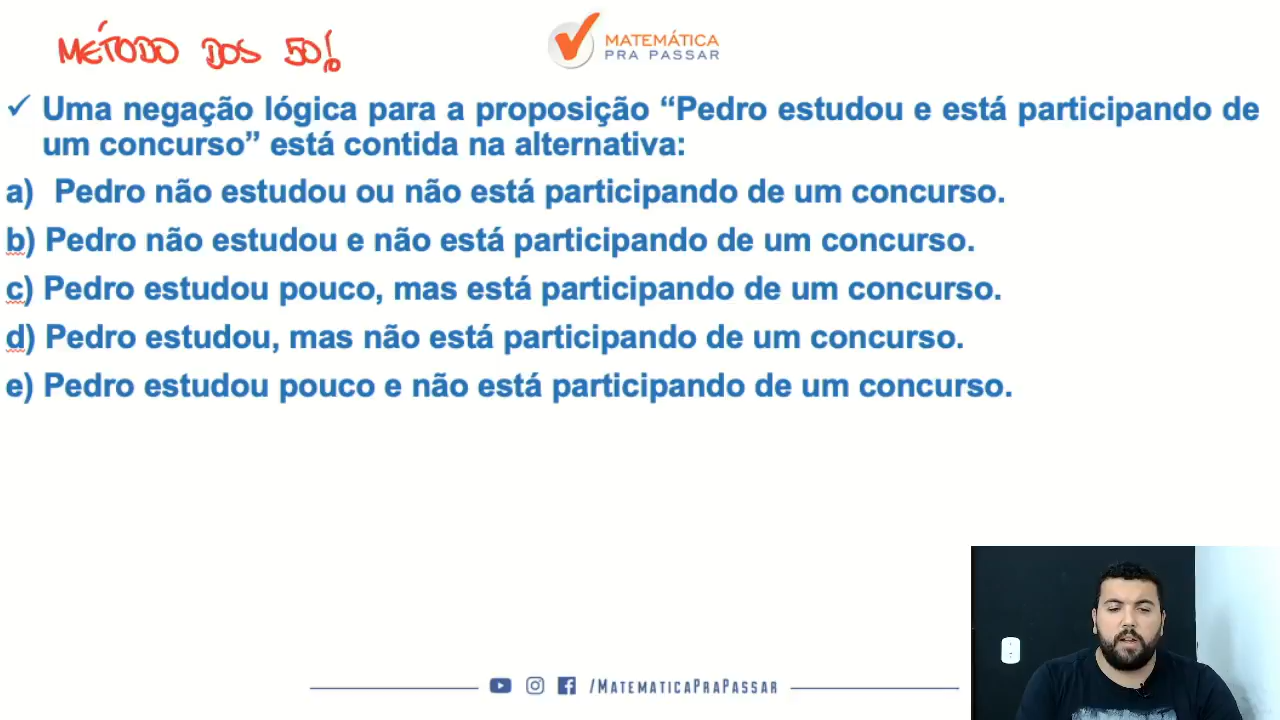 MÉTODO DOS 50!
MATEMÁTICA
PRA PASSAR
✓ Uma negação lógica para a proposição “Pedro estudou e está participando de
um concurso” está contida na alternativa:
a) Pedro não estudou ou não está participando de um concurso.
b) Pedro não estudou e não está participando de um concurso.
c) Pedro estudou pouco, mas está participando de um concurso.
d) Pedro estudou, mas não está participando de um concurso.
e) Pedro estudou pouco e não está participando de um concurso.
/MATEMATICAPRAPASSAR